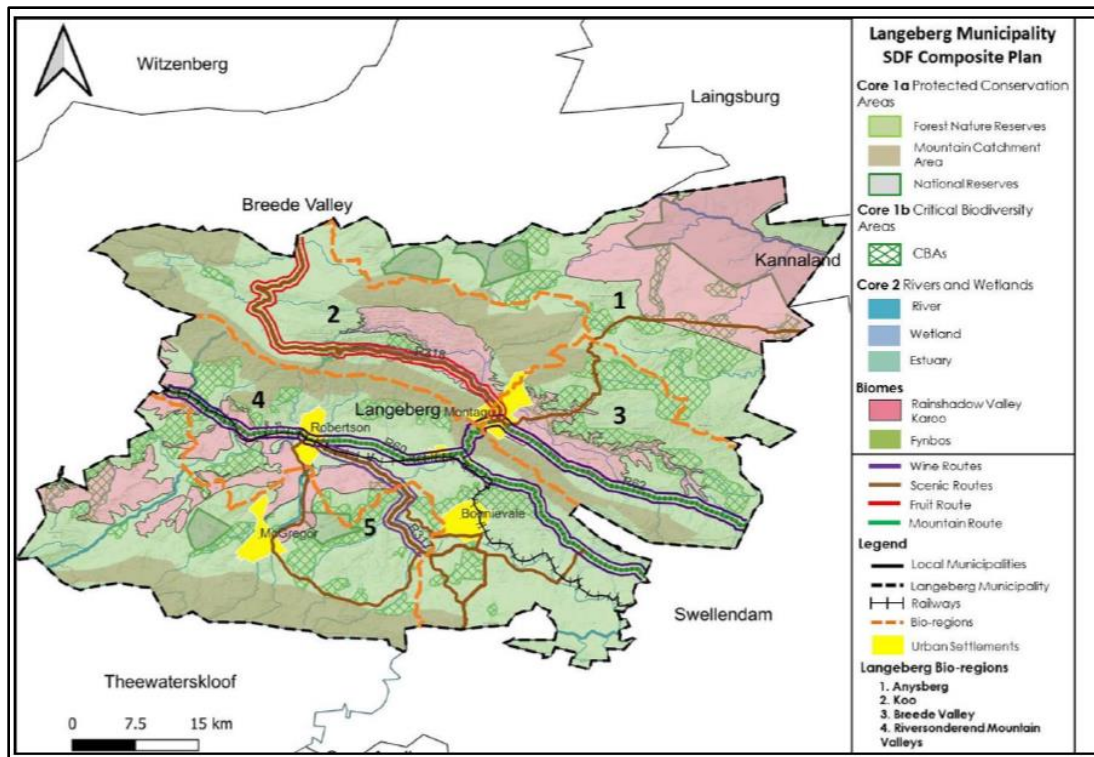 Witzenberg
Laingsburg
Breede Valley
Kannaland
1
2
3
4
Langeberg
Montagu
Robertson
R60
R62
5
Bonnievale
McGregor
Swellendam
Theewaterskloof
0 7.5 15 km
Langeberg Municipality
SDF Composite Plan
Core 1a Protected Conservation
Areas
Forest Nature Reserves
Mountain Catchment
Area
National Reserves
Core 1b Critical Biodiversity
Areas
CBAs
Core 2 Rivers and Wetlands
River
Wetland
Estuary
Biomes
Rainshadow Valley
Karoo
Fynbos
Wine Routes
Scenic Routes
Fruit Route
Mountain Route
Legend
Local Municipalities
Langeberg Municipality
Railways
Bio-regions
Urban Settlements
Langeberg Bio-regions
1. Anysberg
2. Koo
3. Breede Valley
4. Riversonderend Mountain
Valleys